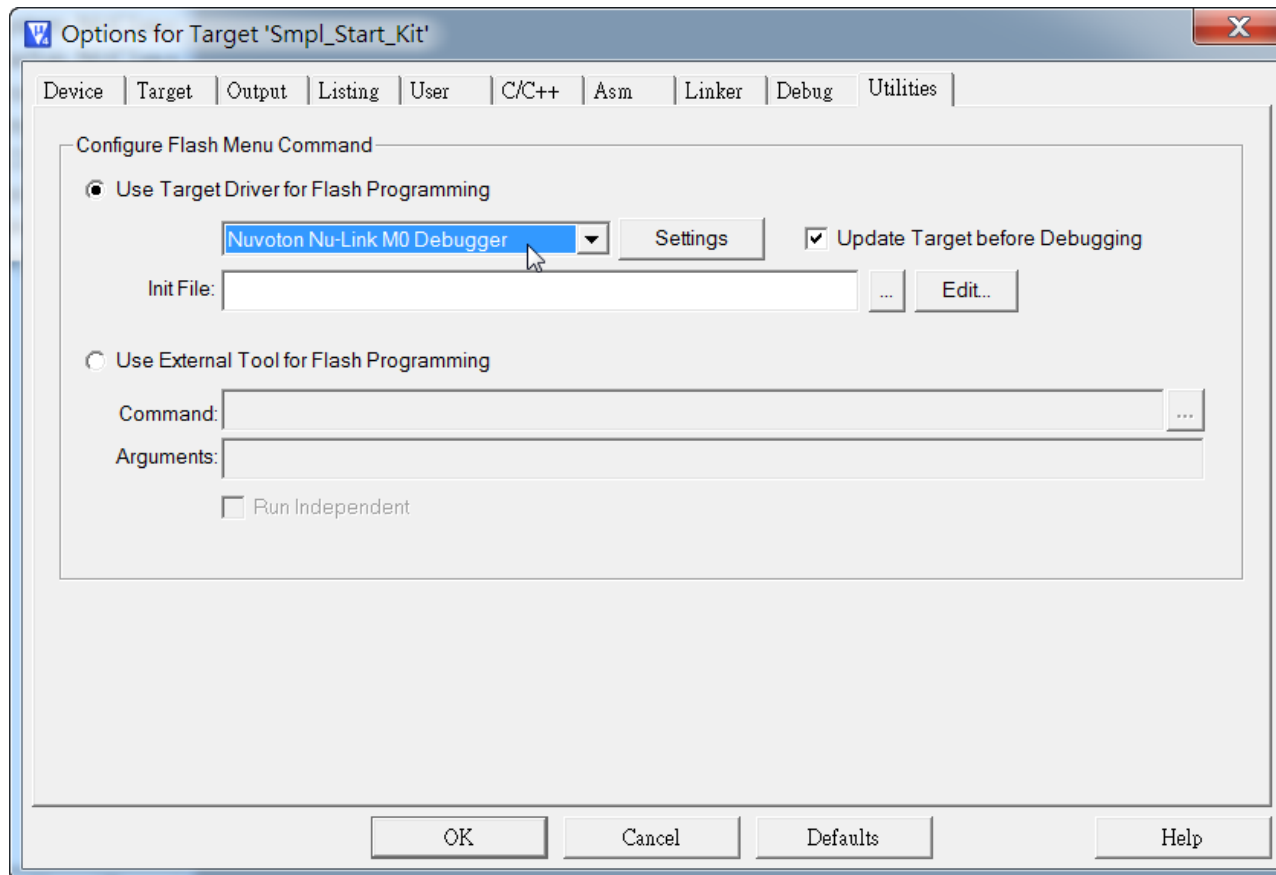 Options for Target 'Smpl_Start_Kit'
Device Target Output Listing User C/C++ Asm Linker Debug Utilities
Configure Flash Menu Command
Use Target Driver for Flash Programming
Nuvoton Nu-Link M0 Debugger Settings Update Target before Debugging
Init File: ... Edit...
Use External Tool for Flash Programming
Command: ...
Arguments:
Run Independent
OK Cancel Defaults Help